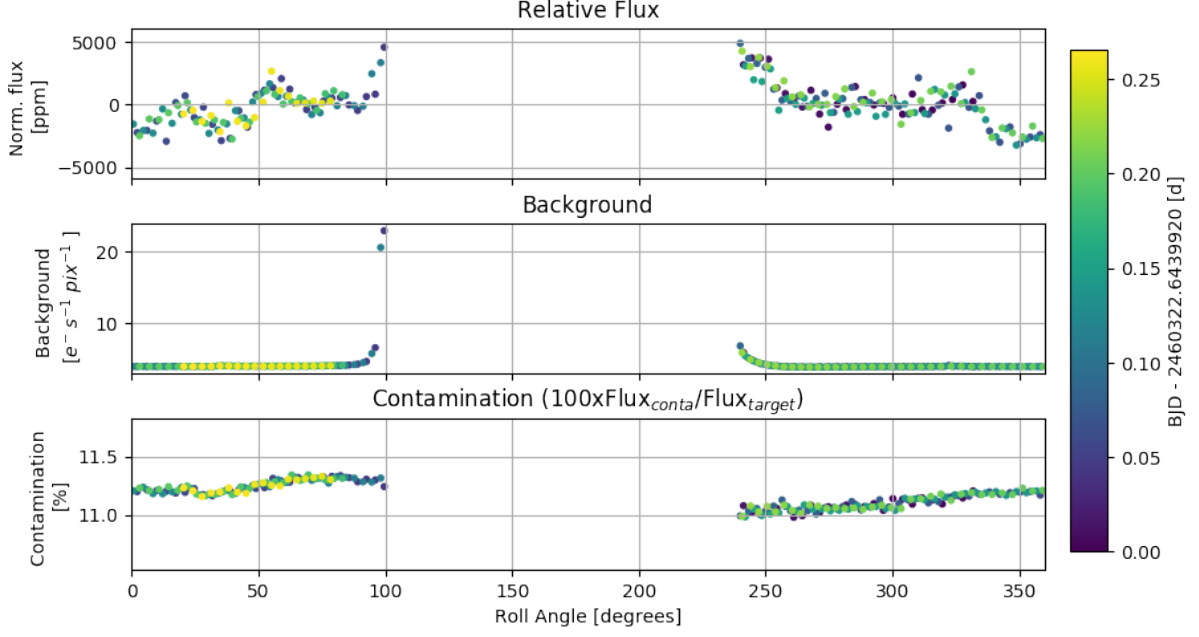 Relative Flux
Norm. flux
[ppm]
5000
0
−5000
Background
Background
[e⁻ s⁻¹ pix⁻¹ ]
20
10
Contamination (100xFlux_conta/Flux_target)
Contamination
[%]
11.5
11.0
0 50 100 150 200 250 300 350
Roll Angle [degrees]
0.25
0.20
0.15
0.10
0.05
0.00
BJD - 2460322.6439920 [d]